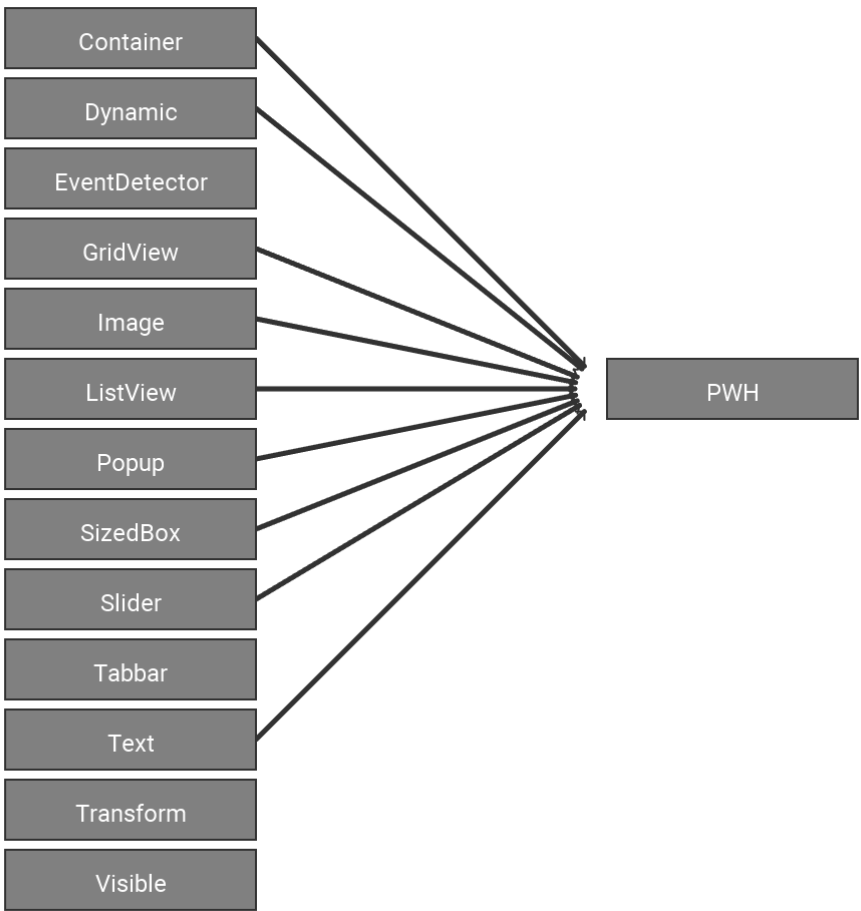 Container
Dynamic
EventDetector
GridView
Image
ListView
PWH
Popup
SizedBox
Slider
Tabbar
Text
Transform
Visible